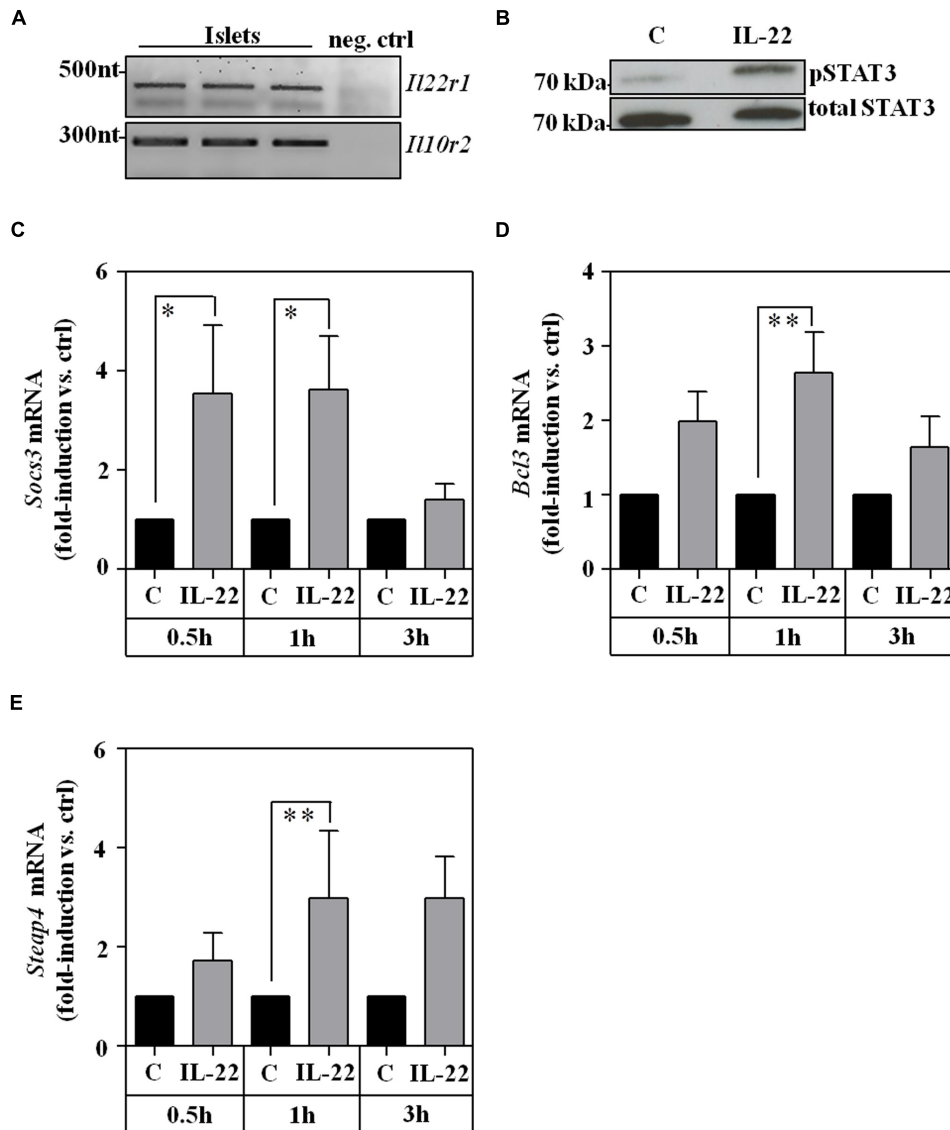 A
Islets
neg. ctrl
500nt
Il22r1
300nt
Il10r2
B
C IL-22
70 kDa
pSTAT3
70 kDa
total STAT3
C
Socs3 mRNA
(fold-induction vs. ctrl)
6
4
2
0
*
*
C IL-22 C IL-22 C IL-22
0.5h 1h 3h
D
Bcl3 mRNA
(fold-induction vs. ctrl)
4
3
2
1
0
**
C IL-22 C IL-22 C IL-22
0.5h 1h 3h
E
Steap4 mRNA
(fold-induction vs. ctrl)
6
4
2
0
**
C IL-22 C IL-22 C IL-22
0.5h 1h 3h